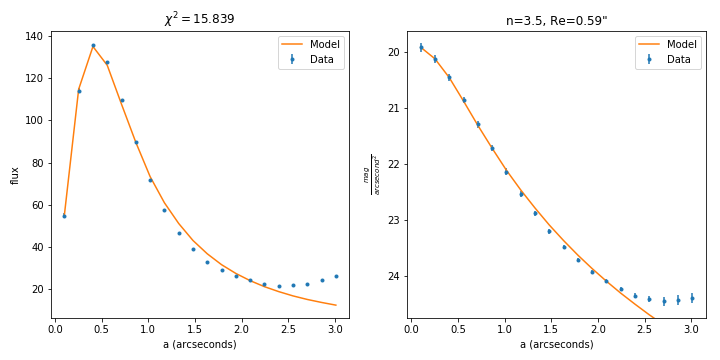 χ² = 15.839
Model
Data
flux
140
120
100
80
60
40
20
0.0 0.5 1.0 1.5 2.0 2.5 3.0
a (arcseconds)
n=3.5, Re=0.59"
Model
Data
mag
arcsecond²
20
21
22
23
24
0.0 0.5 1.0 1.5 2.0 2.5 3.0
a (arcseconds)